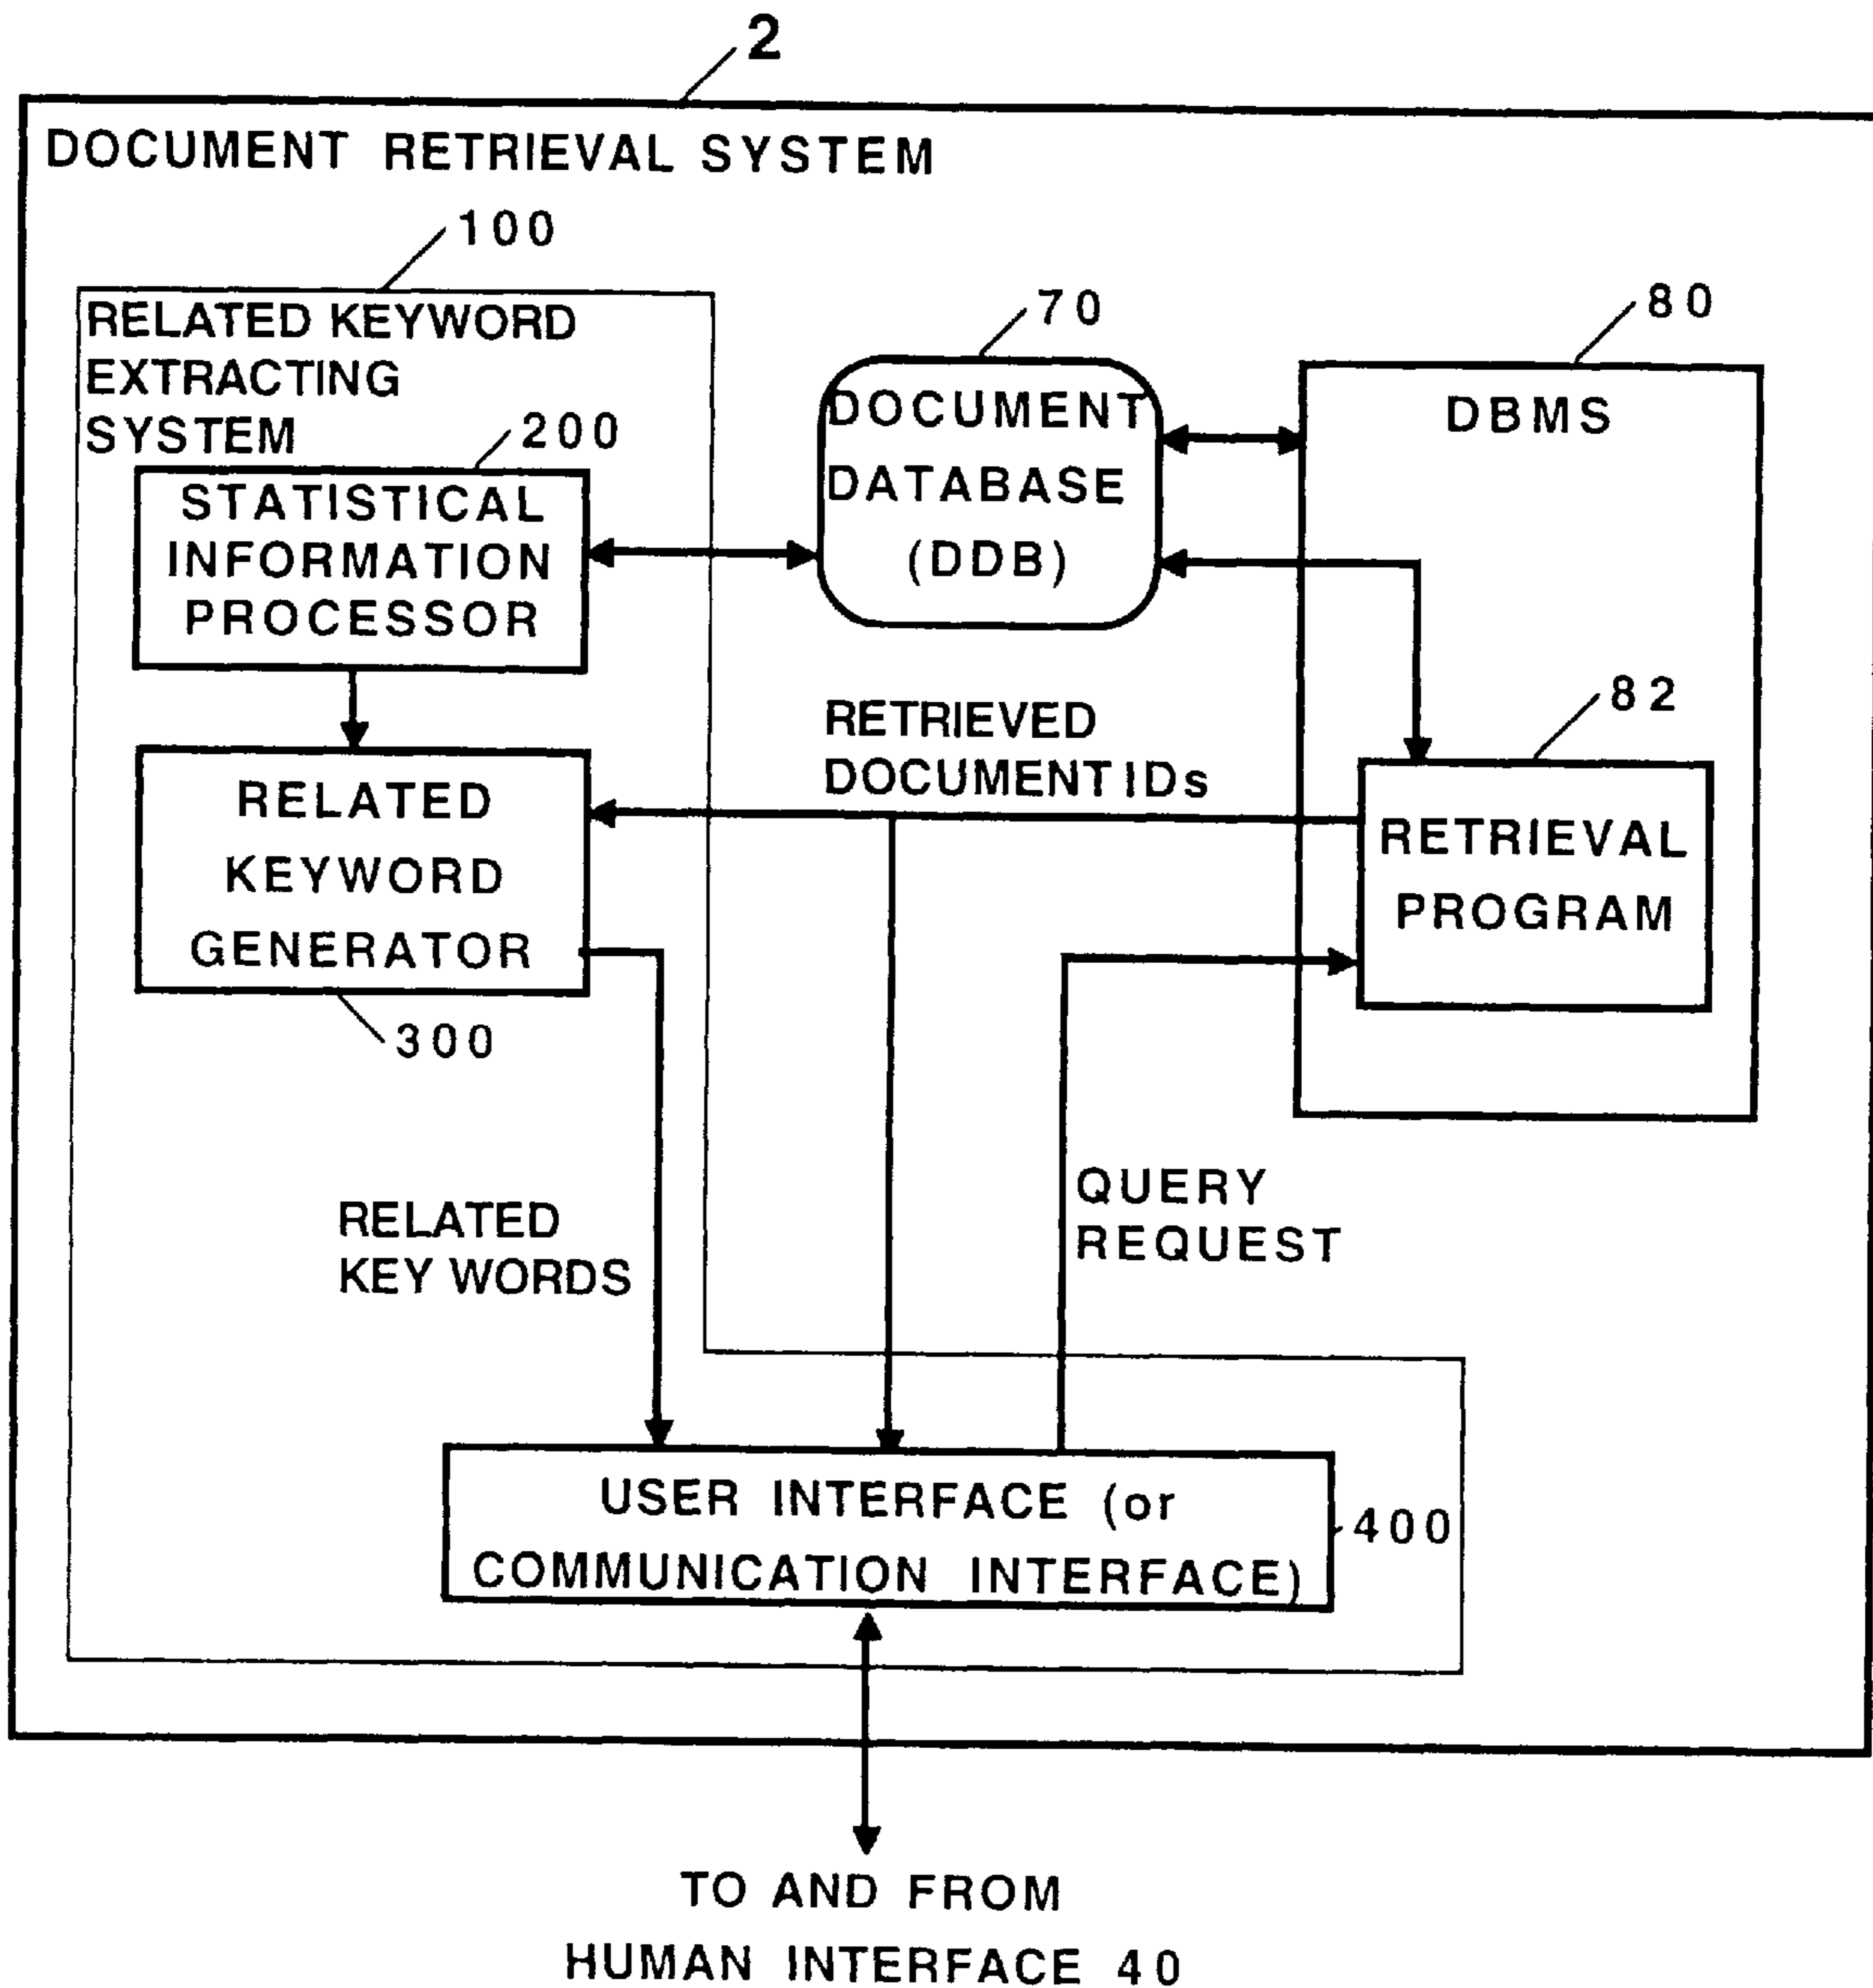 2
DOCUMENT RETRIEVAL SYSTEM
100
RELATED KEYWORD
EXTRACTING
SYSTEM
200
STATISTICAL
INFORMATION
PROCESSOR
70
DOCUMENT
DATABASE
(DDB)
80
DBMS
82
RETRIEVAL
PROGRAM
RETRIEVED
DOCUMENT IDs
RELATED
KEYWORD
GENERATOR
300
RELATED
KEY WORDS
QUERY
REQUEST
USER INTERFACE (or
COMMUNICATION INTERFACE)
400
TO AND FROM
HUMAN INTERFACE 40